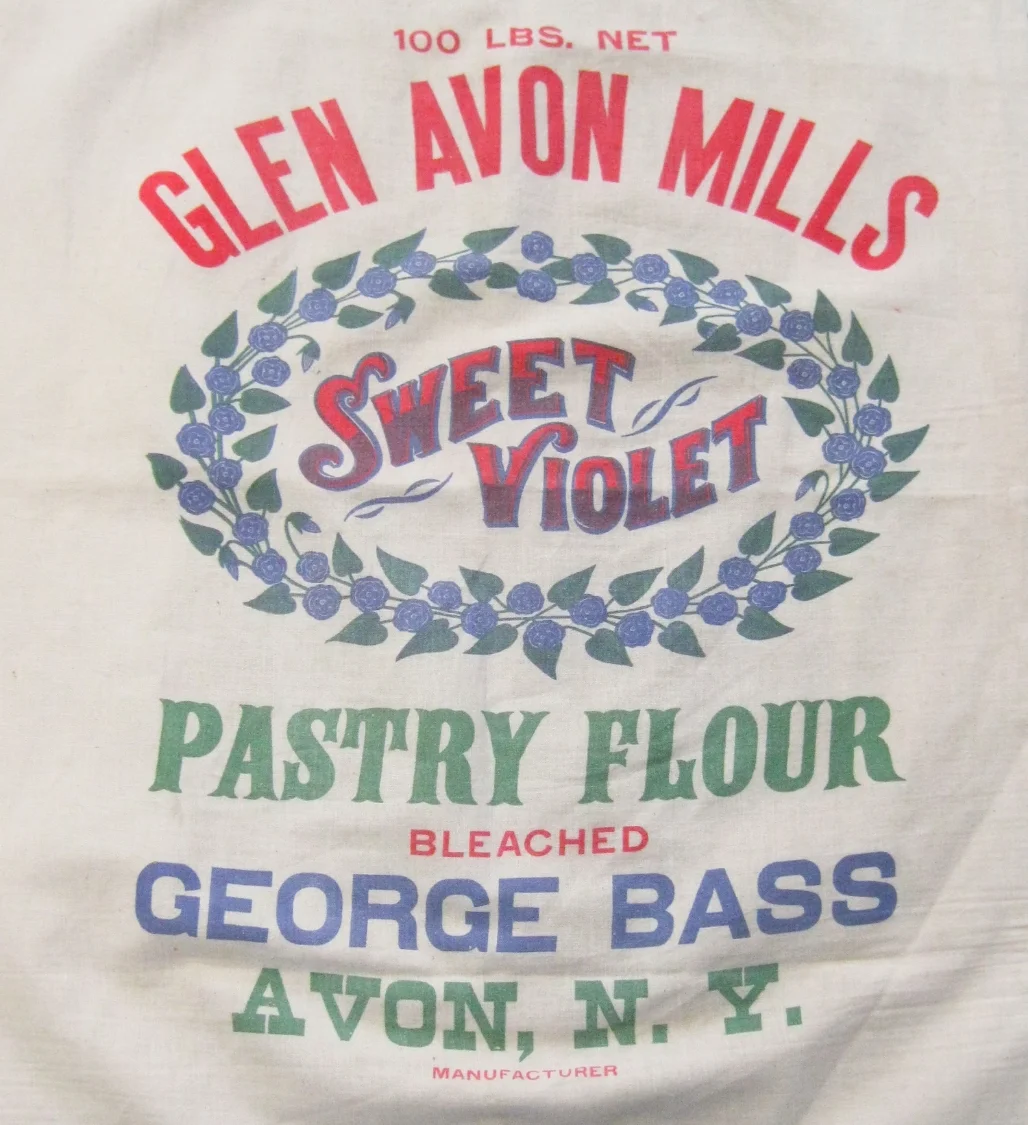 100 LBS. NET
GLEN AVON MILLS
SWEET
VIOLET
PASTRY FLOUR
BLEACHED
GEORGE BASS
AVON, N. Y.
MANUFACTURER